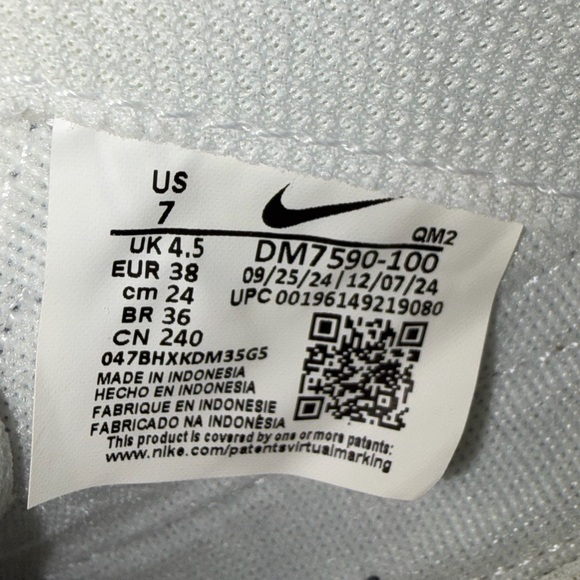 US
7
QM2
UK 4.5
EUR 38
cm 24
BR 36
CN 240
DM7590-100
09/25/24 | 12/07/24
UPC 00196149219080
047BHXKDM35G5
MADE IN INDONESIA
HECHO EN INDONESIA
FABRIQUE EN INDONESIE
FABRICADO NA INDONÉSIA
This product is covered by one or more patents:
www.nike.com/patentsvirtualmarking